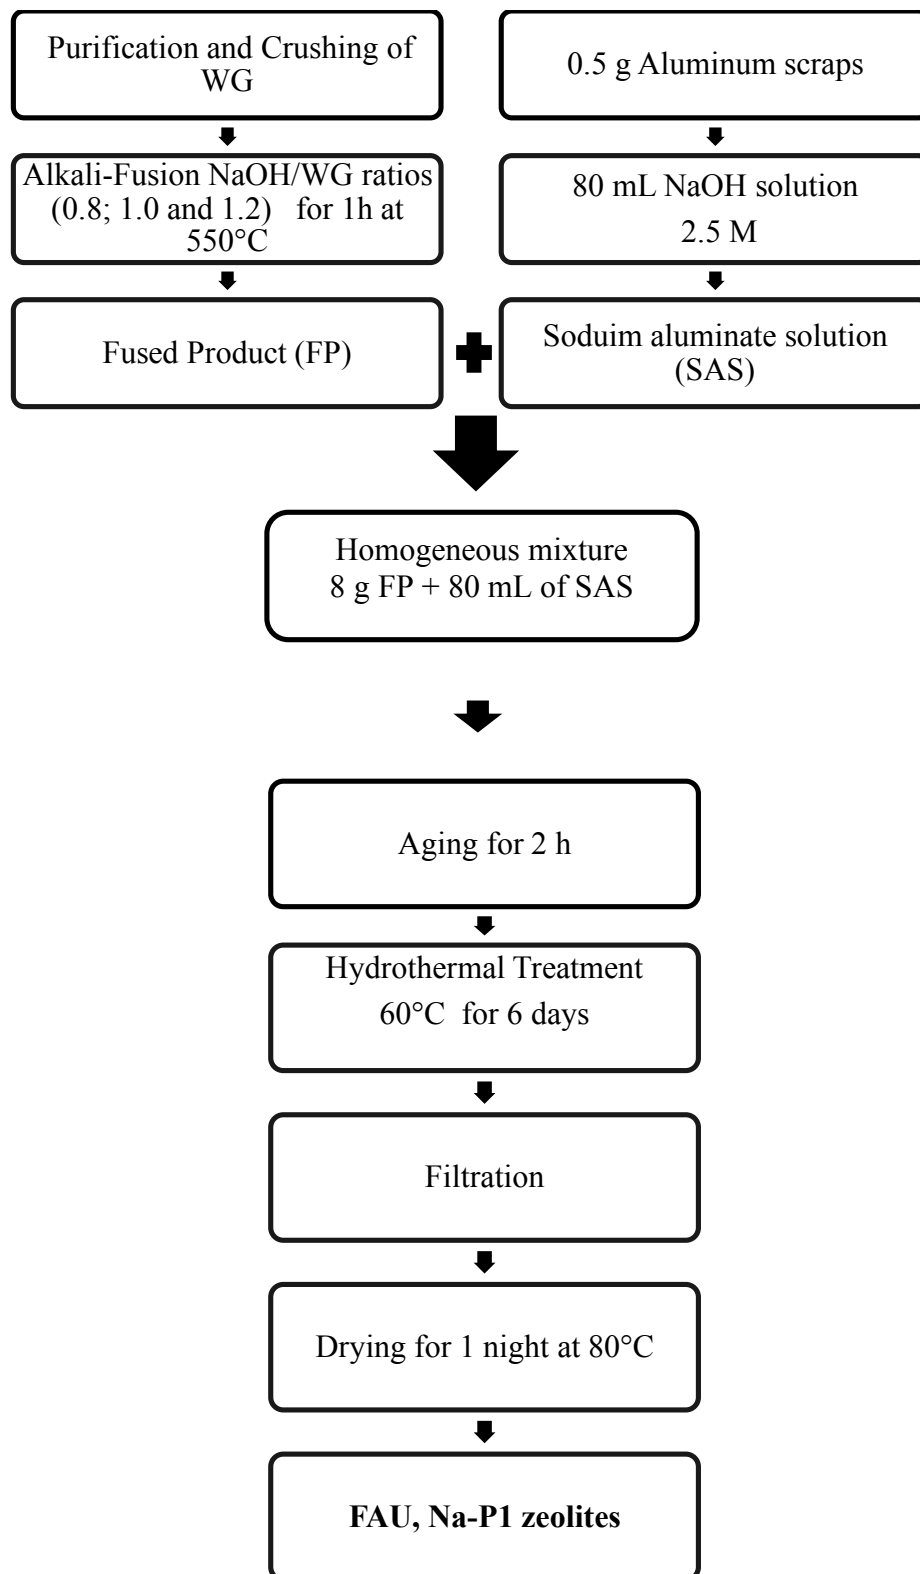 Purification and Crushing of
WG
0.5 g Aluminum scraps
Alkali-Fusion NaOH/WG ratios
(0.8; 1.0 and 1.2) for 1h at
550°C
80 mL NaOH solution
2.5 M
Fused Product (FP)
Soduim aluminate solution
(SAS)
Homogeneous mixture
8 g FP + 80 mL of SAS
Aging for 2 h
Hydrothermal Treatment
60°C for 6 days
Filtration
Drying for 1 night at 80°C
FAU, Na-P1 zeolites